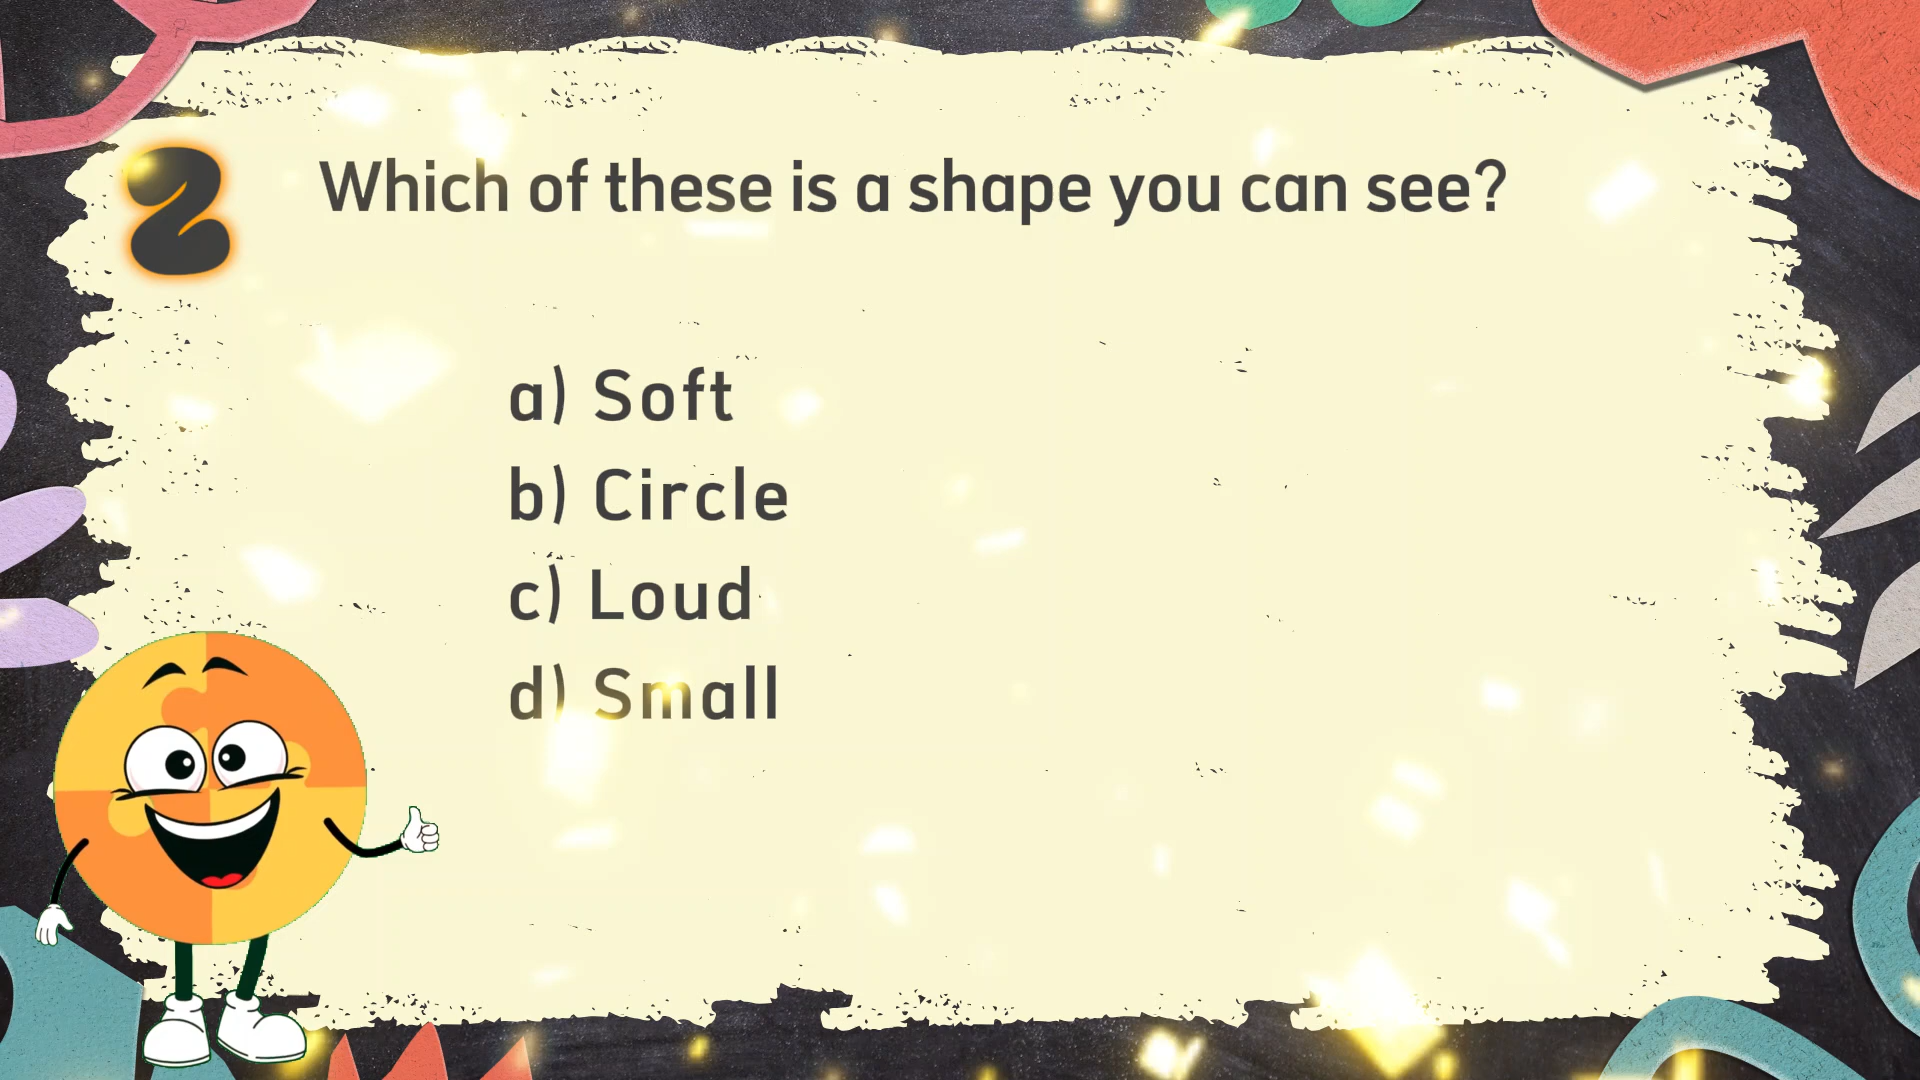 2
Which of these is a shape you can see?
a) Soft
b) Circle
c) Loud
d) Small